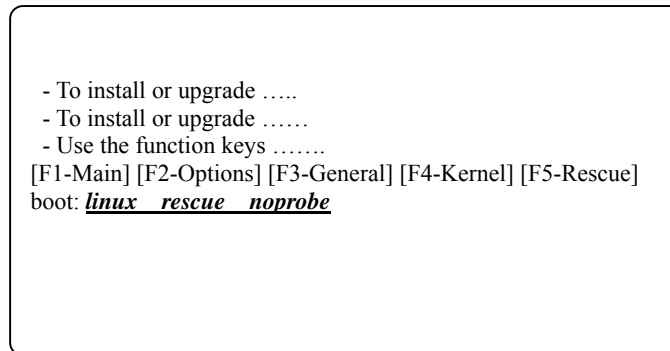 - To install or upgrade …..
- To install or upgrade ……
- Use the function keys …….
[F1-Main] [F2-Options] [F3-General] [F4-Kernel] [F5-Rescue]
boot: linux rescue noprobe